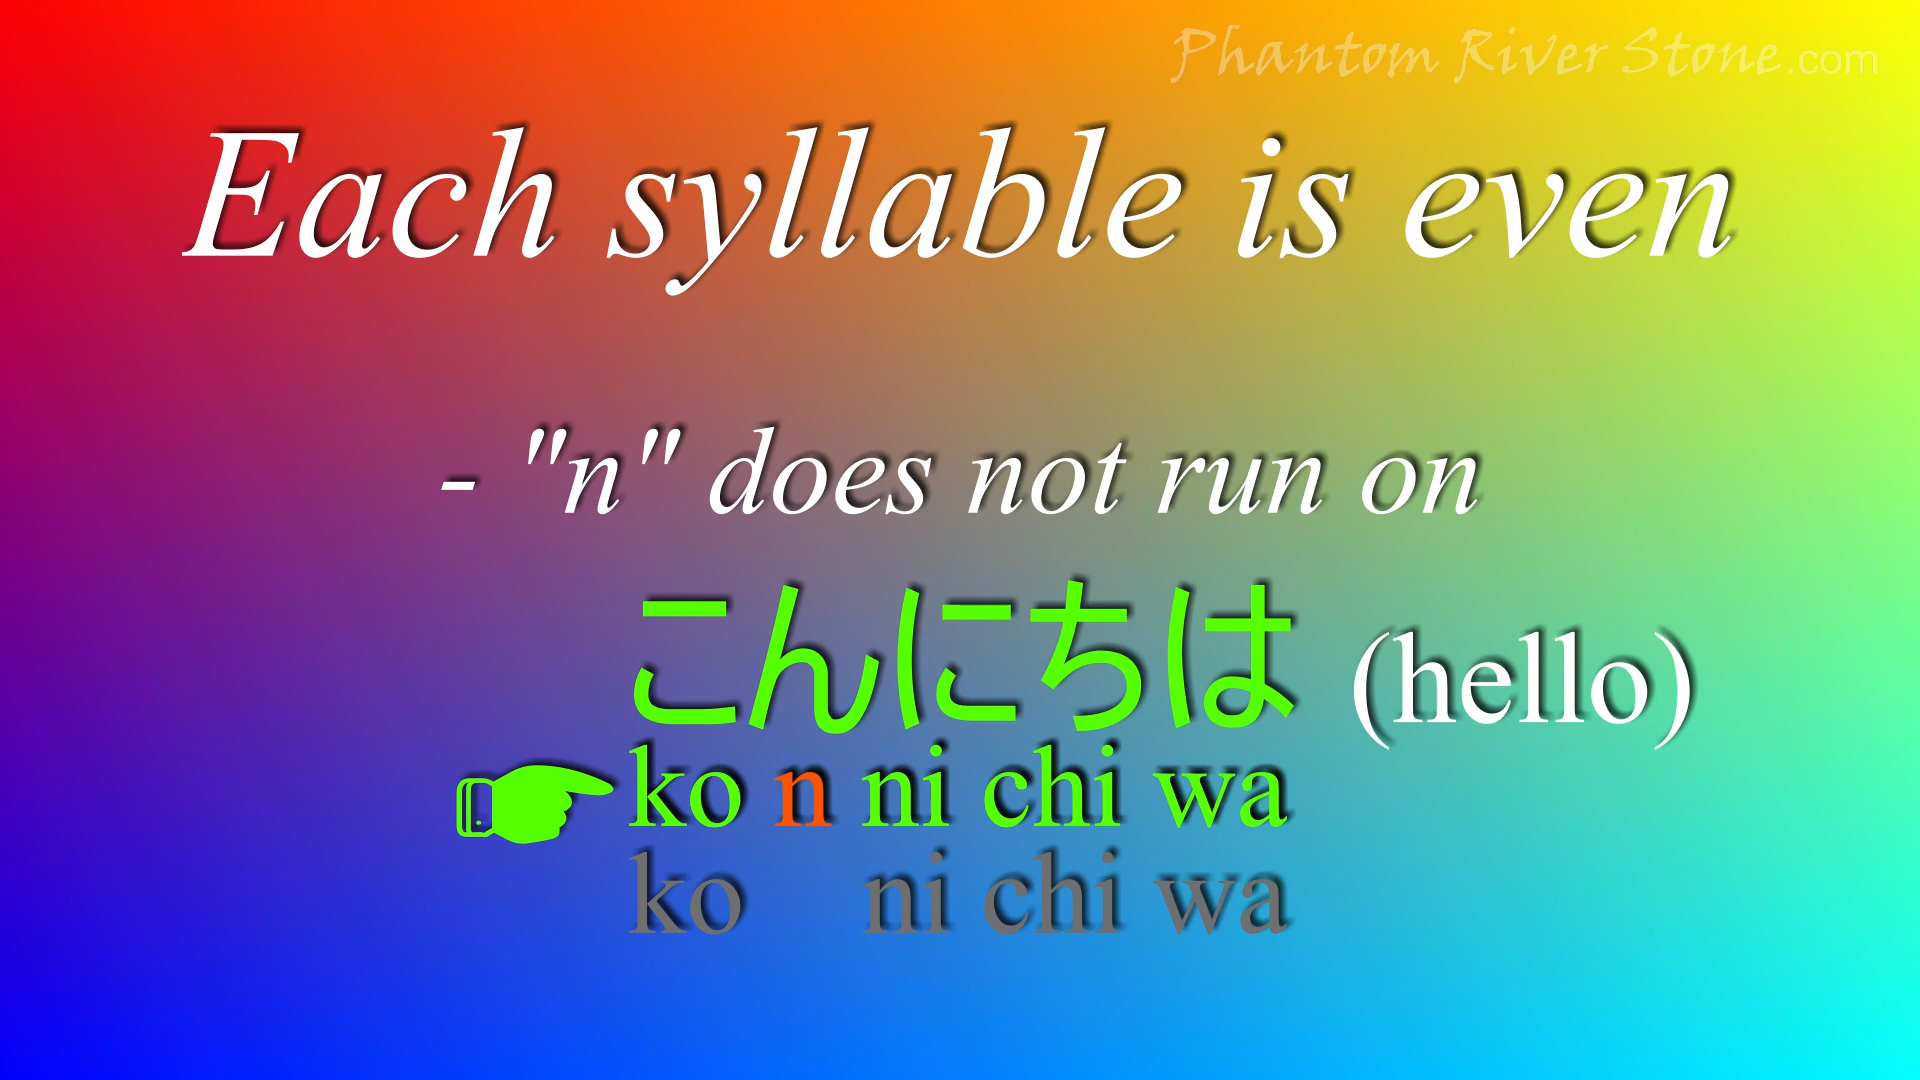 Phantom River Stone.com
Each syllable is even
- "n" does not run on
こんにちは (hello)
ko n ni chi wa
ko ni chi wa